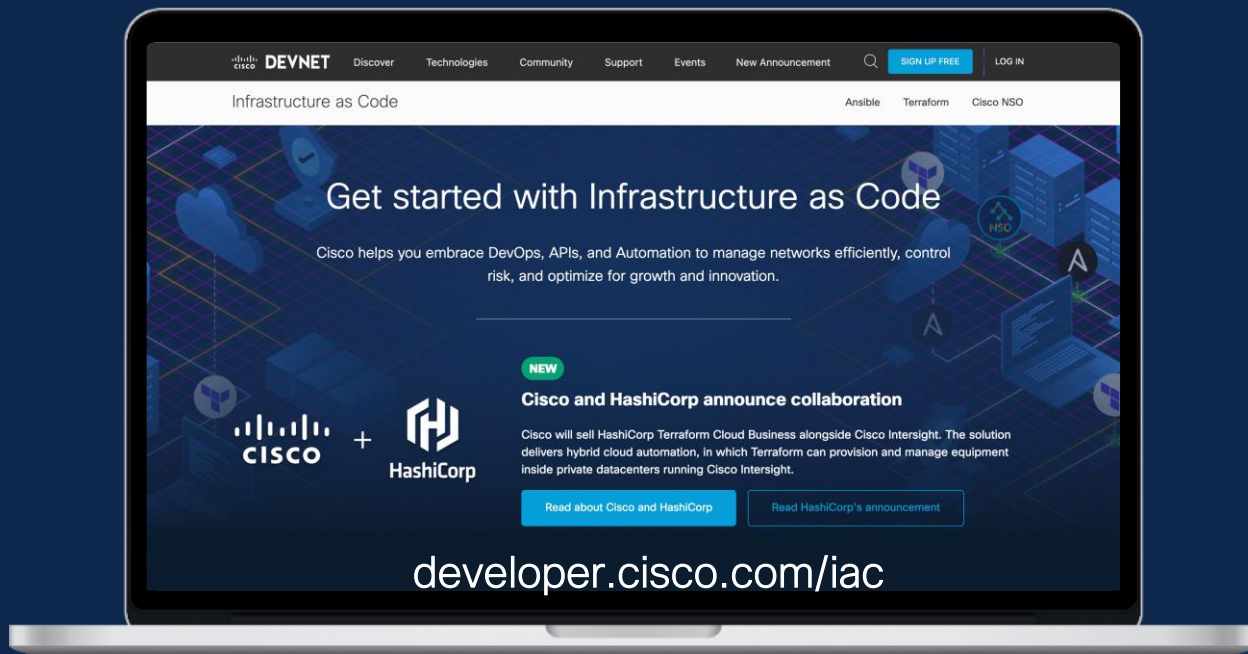 CISCO DEVNET Discover Technologies Community Support Events New Announcement SIGN UP FREE LOG IN
Infrastructure as Code Ansible Terraform Cisco NSO
Get started with Infrastructure as Code
NSO
Cisco helps you embrace DevOps, APIs, and Automation to manage networks efficiently, control
risk, and optimize for growth and innovation.
NEW
Cisco and HashiCorp announce collaboration
CISCO + HashiCorp
Cisco will sell HashiCorp Terraform Cloud Business alongside Cisco Intersight. The solution
delivers hybrid cloud automation, in which Terraform can provision and manage equipment
inside private datacenters running Cisco Intersight.
Read about Cisco and HashiCorp Read HashiCorp's announcement
developer.cisco.com/iac